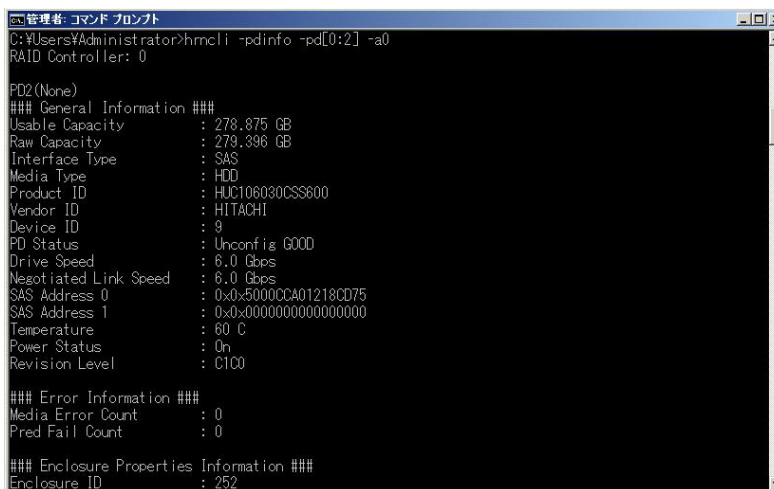 管理者: コマンド プロンプト
C:¥Users¥Administrator>hrncli -pdinfo -pd[0:2] -a0
RAID Controller: 0
PD2(None)
### General Information ###
Usable Capacity : 278.875 GB
Raw Capacity : 279.396 GB
Interface Type : SAS
Media Type : HDD
Product ID : HUC106030CSS600
Vendor ID : HITACHI
Device ID : 9
PD Status : Unconfig GOOD
Drive Speed : 6.0 Gbps
Negotiated Link Speed : 6.0 Gbps
SAS Address 0 : 0x0x5000CCA01218CD75
SAS Address 1 : 0x0x0000000000000000
Temperature : 60 C
Power Status : On
Revision Level : C1C0
### Error Information ###
Media Error Count : 0
Pred Fail Count : 0
### Enclosure Properties Information ###
Enclosure ID : 252